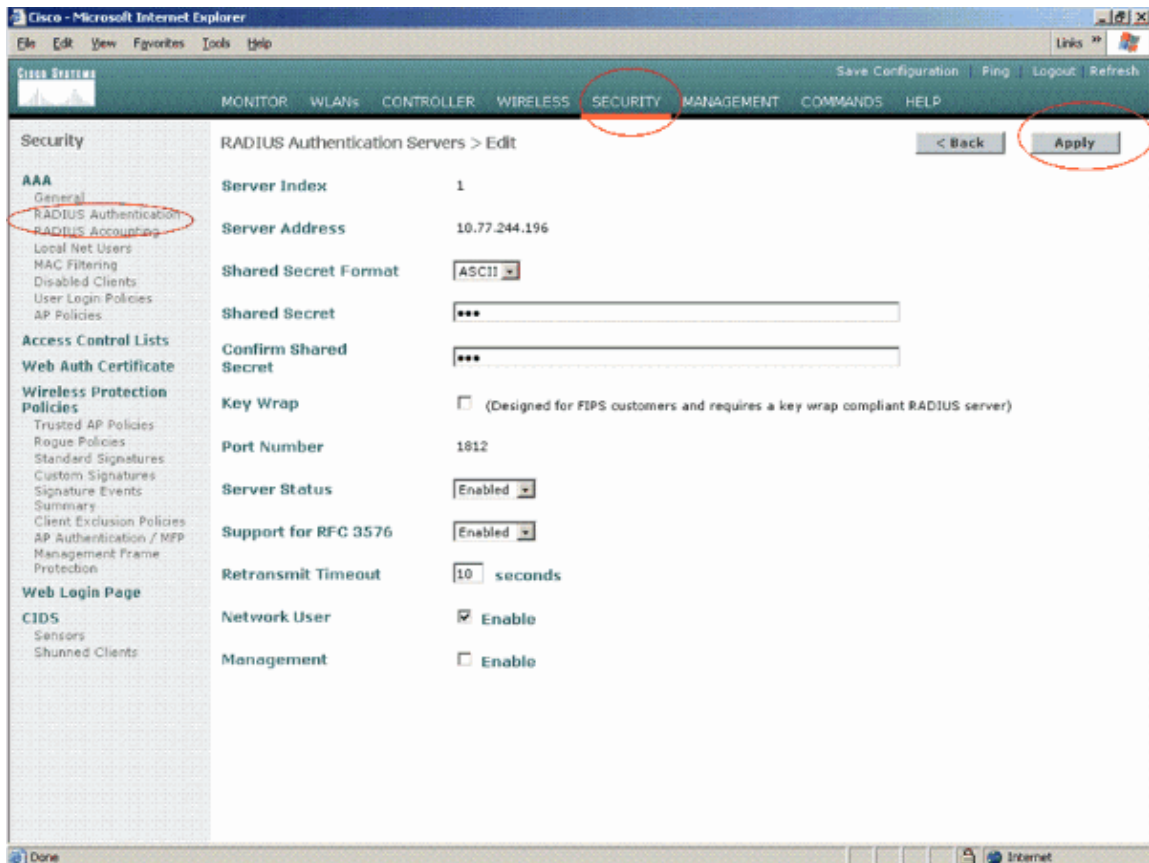 Cisco - Microsoft Internet Explorer
File Edit View Favorites Tools Help
Links »
CISCO SYSTEMS
Save Configuration | Ping | Logout | Refresh
MONITOR WLANs CONTROLLER WIRELESS SECURITY MANAGEMENT COMMANDS HELP
Security
RADIUS Authentication Servers > Edit
< Back
Apply
AAA
General
RADIUS Authentication
RADIUS Accounting
Local Net Users
MAC Filtering
Disabled Clients
User Login Policies
AP Policies
Access Control Lists
Web Auth Certificate
Wireless Protection
Policies
Trusted AP Policies
Rogue Policies
Standard Signatures
Custom Signatures
Signature Events
Summary
Client Exclusion Policies
AP Authentication / MFP
Management Frame
Protection
Web Login Page
CIDS
Sensors
Shunned Clients
Server Index 1
Server Address 10.77.244.196
Shared Secret Format ASCII
Shared Secret •••
Confirm Shared
Secret •••
Key Wrap (Designed for FIPS customers and requires a key wrap compliant RADIUS server)
Port Number 1812
Server Status Enabled
Support for RFC 3576 Enabled
Retransmit Timeout 10 seconds
Network User Enable
Management Enable
Done
Internet